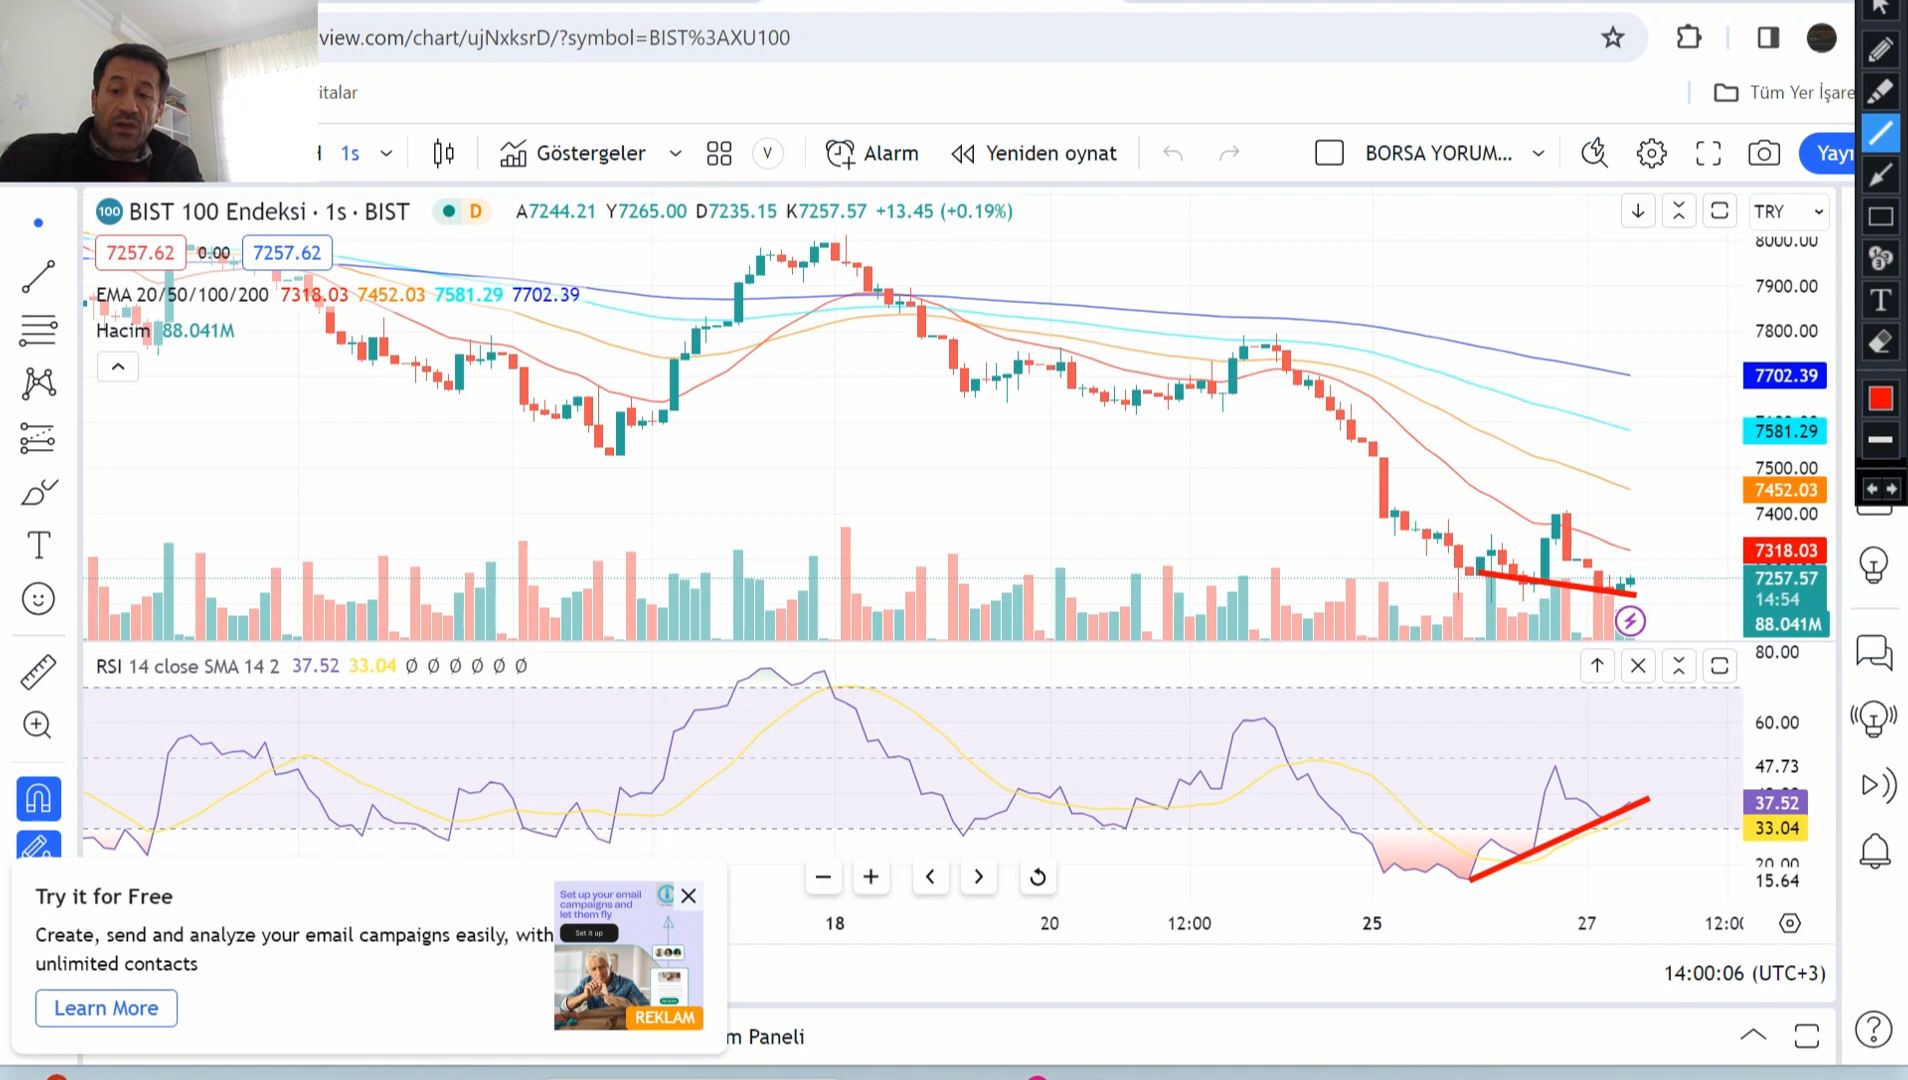 view.com/chart/ujNxksrD/?symbol=BIST%3AXU100
italar
Tüm Yer İşare
1s
Göstergeler
V
Alarm
Yeniden oynat
BORSA YORUM...
Yayı
100 BIST 100 Endeksi · 1s · BIST
D
A7244.21 Y7265.00 D7235.15 K7257.57 +13.45 (+0.19%)
TRY
7257.62 0.00 7257.62
EMA 20/50/100/200 7318.03 7452.03 7581.29 7702.39
Hacim 88.041M
8000.00
7900.00
7800.00
7702.39
7581.29
7500.00
7452.03
7400.00
7318.03
7257.57
14:54
88.041M
RSI 14 close SMA 14 2 37.52 33.04 Ø Ø Ø Ø Ø Ø
80.00
60.00
47.73
37.52
33.04
20.00
15.64
18 20 12:00 25 27 12:00
14:00:06 (UTC+3)
Try it for Free
Create, send and analyze your email campaigns easily, with
unlimited contacts
Learn More
Set up your email
campaigns and
let them fly
Set it up
REKLAM
m Paneli